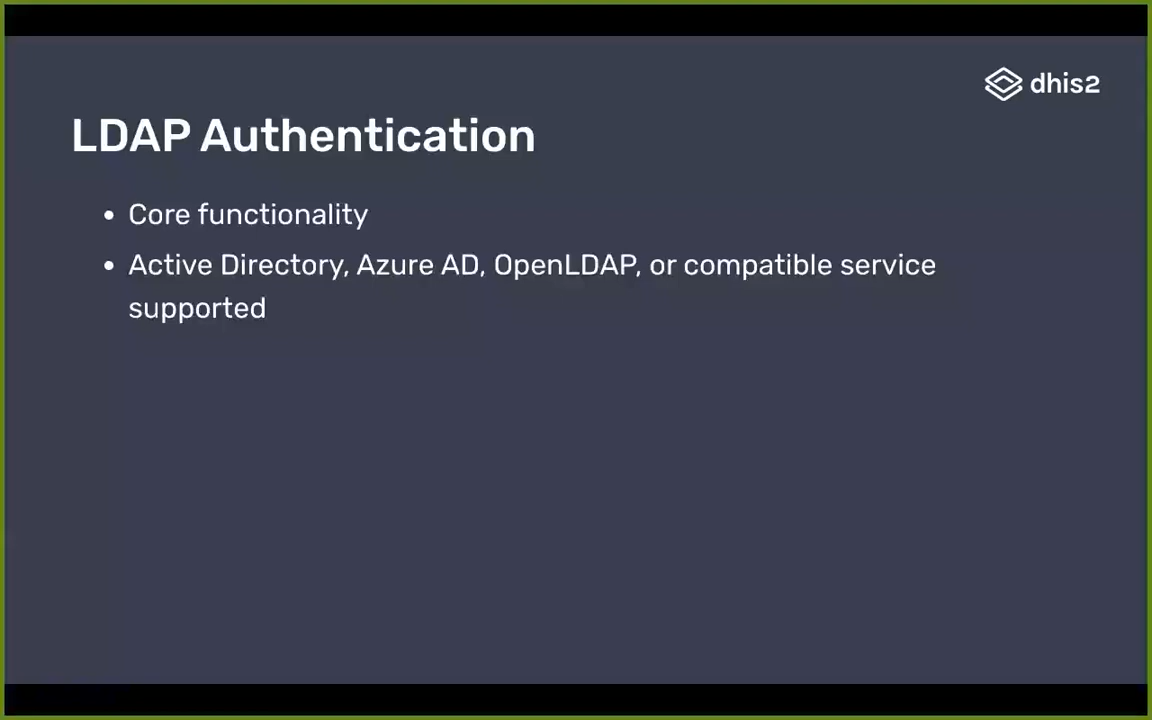 dhis2
LDAP Authentication
• Core functionality
• Active Directory, Azure AD, OpenLDAP, or compatible service
supported